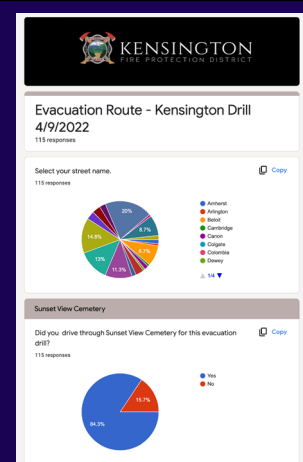 KENSINGTON
FIRE PROTECTION DISTRICT
Evacuation Route - Kensington Drill
4/9/2022
115 responses
Select your street name.
Copy
115 responses
20%
8.7%
6.7%
11.3%
13%
14.8%
Amherst
Arlington
Beloit
Cambridge
Canon
Colgate
Colombia
Dewey
1/4
Sunset View Cemetery
Did you drive through Sunset View Cemetery for this evacuation
drill?
Copy
115 responses
Yes
No
15.7%
84.3%